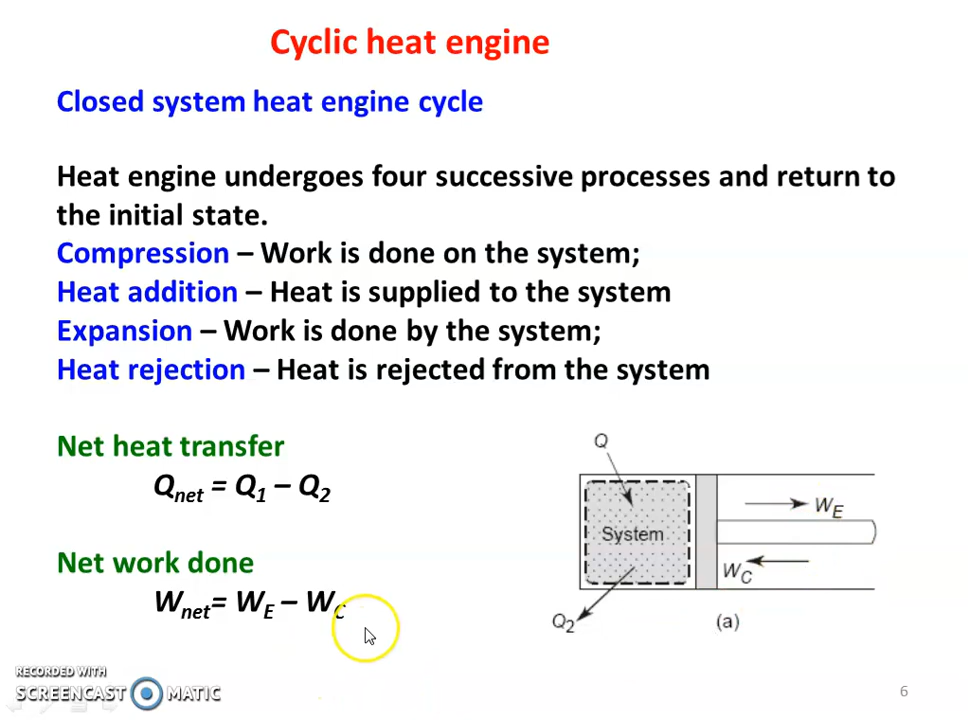 Cyclic heat engine
Closed system heat engine cycle
Heat engine undergoes four successive processes and return to
the initial state.
Compression – Work is done on the system;
Heat addition – Heat is supplied to the system
Expansion – Work is done by the system;
Heat rejection – Heat is rejected from the system
Net heat transfer
Qnet = Q1 – Q2
Net work done
Wnet= WE – WC
Q
System
WE
WC
Q2
(a)
RECORDED WITH
SCREENCAST MATIC
6